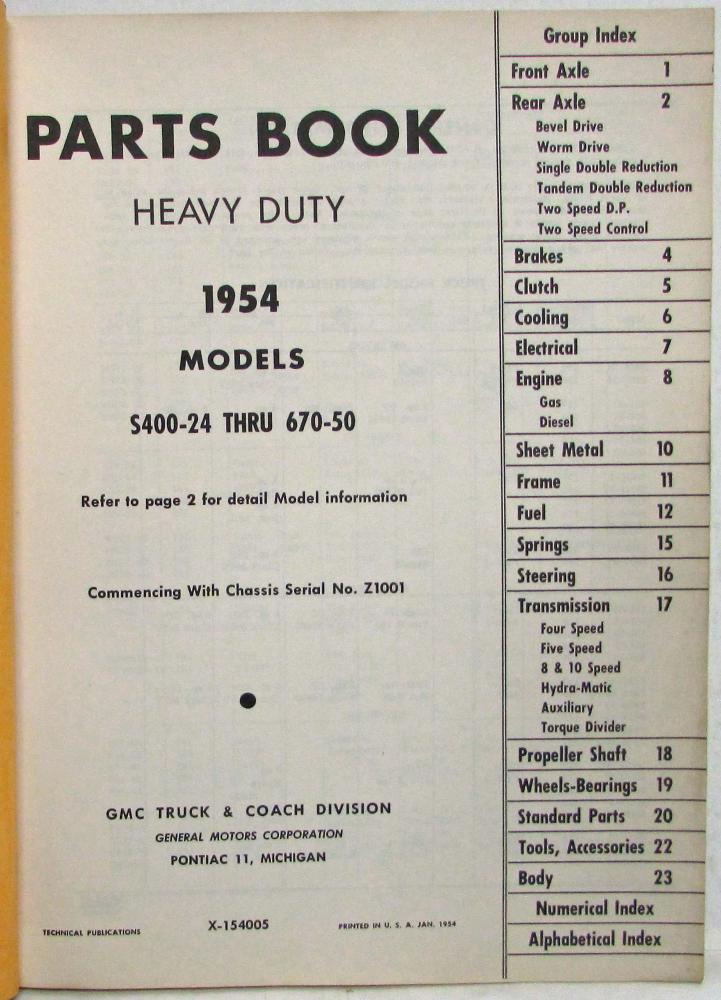 PARTS BOOK
HEAVY DUTY
1954
MODELS
S400-24 THRU 670-50
Refer to page 2 for detail Model information
Commencing With Chassis Serial No. Z1001
GMC TRUCK & COACH DIVISION
GENERAL MOTORS CORPORATION
PONTIAC 11, MICHIGAN
TECHNICAL PUBLICATIONS X-154005 PRINTED IN U. S. A. JAN. 1954
Group Index
Front Axle 1
Rear Axle 2
Bevel Drive
Worm Drive
Single Double Reduction
Tandem Double Reduction
Two Speed D.P.
Two Speed Control
Brakes 4
Clutch 5
Cooling 6
Electrical 7
Engine 8
Gas
Diesel
Sheet Metal 10
Frame 11
Fuel 12
Springs 15
Steering 16
Transmission 17
Four Speed
Five Speed
8 & 10 Speed
Hydra-Matic
Auxiliary
Torque Divider
Propeller Shaft 18
Wheels-Bearings 19
Standard Parts 20
Tools, Accessories 22
Body 23
Numerical Index
Alphabetical Index